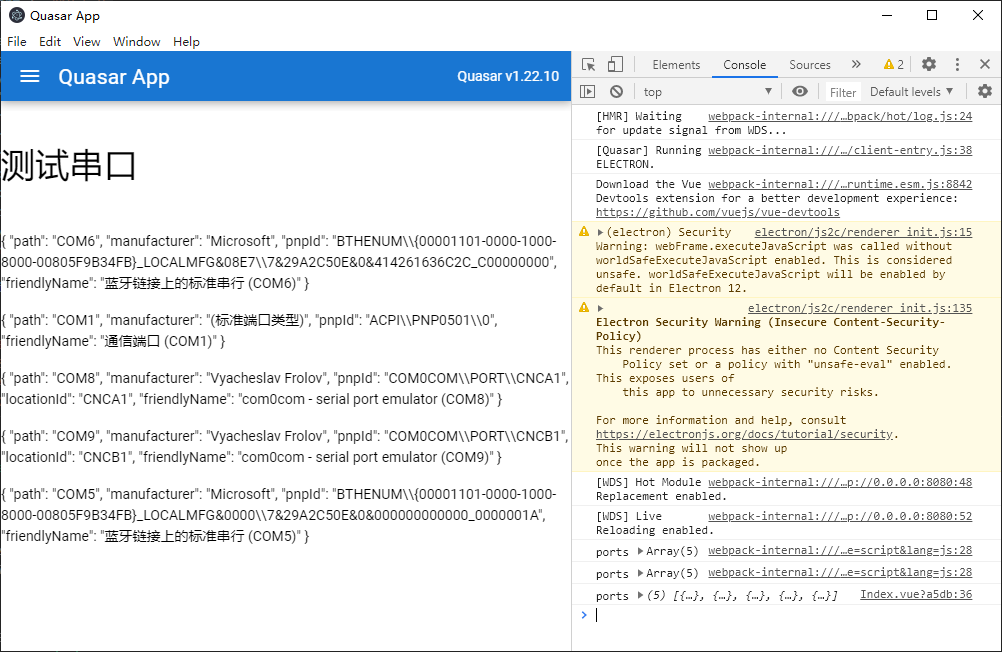 Quasar App
File Edit View Window Help
Quasar App
Quasar v1.22.10
测试串口
{ "path": "COM6", "manufacturer": "Microsoft", "pnpId": "BTHENUM\\{00001101-0000-1000-
8000-00805F9B34FB}_LOCALMFG&08E7\\7&29A2C50E&0&414261636C2C_C00000000",
"friendlyName": "蓝牙链接上的标准串行 (COM6)" }
{ "path": "COM1", "manufacturer": "(标准端口类型)", "pnpId": "ACPI\\PNP0501\\0",
"friendlyName": "通信端口 (COM1)" }
{ "path": "COM8", "manufacturer": "Vyacheslav Frolov", "pnpId": "COM0COM\\PORT\\CNCA1",
"locationId": "CNCA1", "friendlyName": "com0com - serial port emulator (COM8)" }
{ "path": "COM9", "manufacturer": "Vyacheslav Frolov", "pnpId": "COM0COM\\PORT\\CNCB1",
"locationId": "CNCB1", "friendlyName": "com0com - serial port emulator (COM9)" }
{ "path": "COM5", "manufacturer": "Microsoft", "pnpId": "BTHENUM\\{00001101-0000-1000-
8000-00805F9B34FB}_LOCALMFG&0000\\7&29A2C50E&0&000000000000_0000001A",
"friendlyName": "蓝牙链接上的标准串行 (COM5)" }
Elements Console Sources » 2
top Filter Default levels
[HMR] Waiting webpack-internal:///…bpack/hot/log.js:24
for update signal from WDS...
[Quasar] Running webpack-internal:///…/client-entry.js:38
ELECTRON.
Download the Vue webpack-internal:///…runtime.esm.js:8842
Devtools extension for a better development experience:
https://github.com/vuejs/vue-devtools
(electron) Security electron/js2c/renderer init.js:15
Warning: webFrame.executeJavaScript was called without
worldSafeExecuteJavaScript enabled. This is considered
unsafe. worldSafeExecuteJavaScript will be enabled by
default in Electron 12.
electron/js2c/renderer init.js:135
Electron Security Warning (Insecure Content-Security-
Policy)
This renderer process has either no Content Security
Policy set or a policy with "unsafe-eval" enabled.
This exposes users of
this app to unnecessary security risks.
For more information and help, consult
https://electronjs.org/docs/tutorial/security.
This warning will not show up
once the app is packaged.
[WDS] Hot Module webpack-internal:///…p://0.0.0.0:8080:48
Replacement enabled.
[WDS] Live webpack-internal:///…p://0.0.0.0:8080:52
Reloading enabled.
ports Array(5) webpack-internal:///…e=script&lang=js:28
ports Array(5) webpack-internal:///…e=script&lang=js:28
ports (5) [{…}, {…}, {…}, {…}, {…}] Index.vue?a5db:36